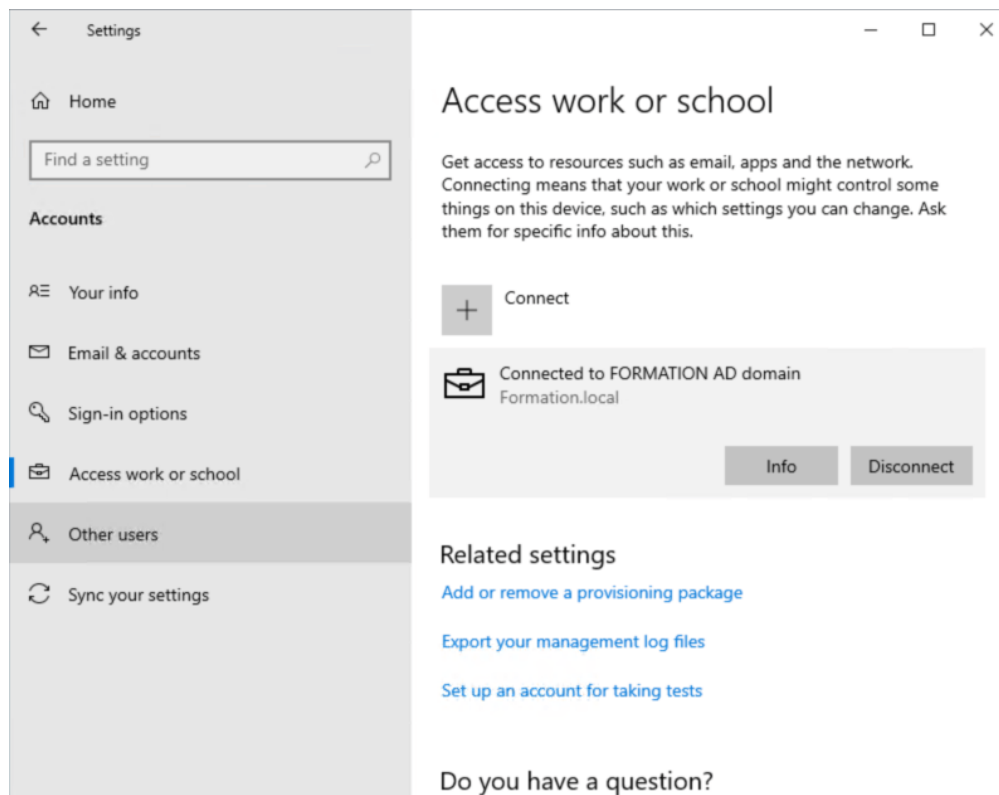 Settings
Home
Find a setting
Accounts
Your info
Email & accounts
Sign-in options
Access work or school
Other users
Sync your settings
Access work or school
Get access to resources such as email, apps and the network.
Connecting means that your work or school might control some
things on this device, such as which settings you can change. Ask
them for specific info about this.
Connect
Connected to FORMATION AD domain
Formation.local
Info
Disconnect
Related settings
Add or remove a provisioning package
Export your management log files
Set up an account for taking tests
Do you have a question?